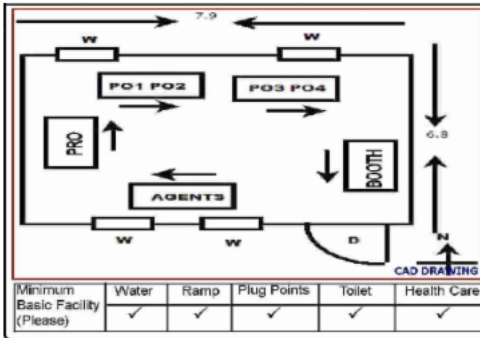 7.9
W
W
PO1 PO2
PO3 PO4
6.8
PRO
BOOTH
AGENTS
W
W
D
N
CAD DRAWING
Minimum Basic Facility (Please) Water Ramp Plug Points Toilet Health Care
✓ ✓ ✓ ✓ ✓